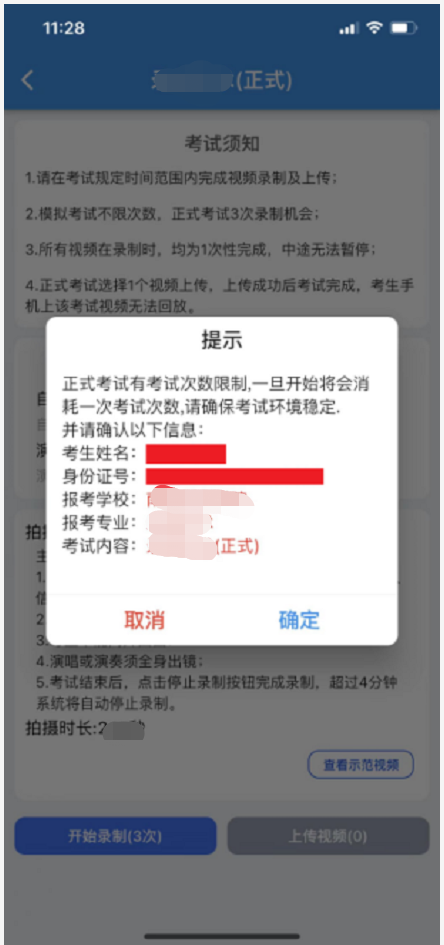 11:28
(正式)
考试须知
1.请在考试规定时间范围内完成视频录制及上传;
2.模拟考试不限次数，正式考试3次录制机会;
3.所有视频在录制时，均为1次性完成，中途无法暂停;
4.正式考试选择1个视频上传，上传成功后考试完成，考生手
机上该考试视频无法回放。
提示
正式考试有考试次数限制,一旦开始将会消
耗一次考试次数,请确保考试环境稳定.
并请确认以下信息:
考生姓名:
身份证号:
报考学校:
报考专业:
考试内容: (正式)
取消
确定
4.演唱或演奏须全身出镜;
5.考试结束后，点击停止录制按钮完成录制，超过4分钟
系统将自动停止录制。
拍摄时长:2
查看示范视频
开始录制(3次)
上传视频(0)